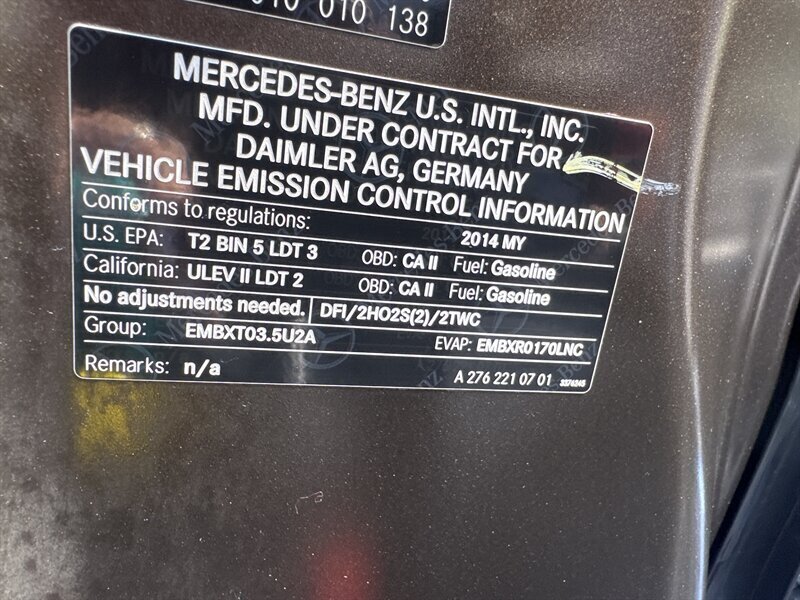 010 010 138
MERCEDES-BENZ U.S. INTL., INC.
MFD. UNDER CONTRACT FOR
DAIMLER AG, GERMANY
VEHICLE EMISSION CONTROL INFORMATION
Conforms to regulations: 2014 MY
U.S. EPA: T2 BIN 5 LDT 3 OBD: CA II Fuel: Gasoline
California: ULEV II LDT 2 OBD: CA II Fuel: Gasoline
No adjustments needed. DFI/2HO2S(2)/2TWC
Group: EMBXT03.5U2A EVAP: EMBXR0170LNC
Remarks: n/a A 276 221 07 01